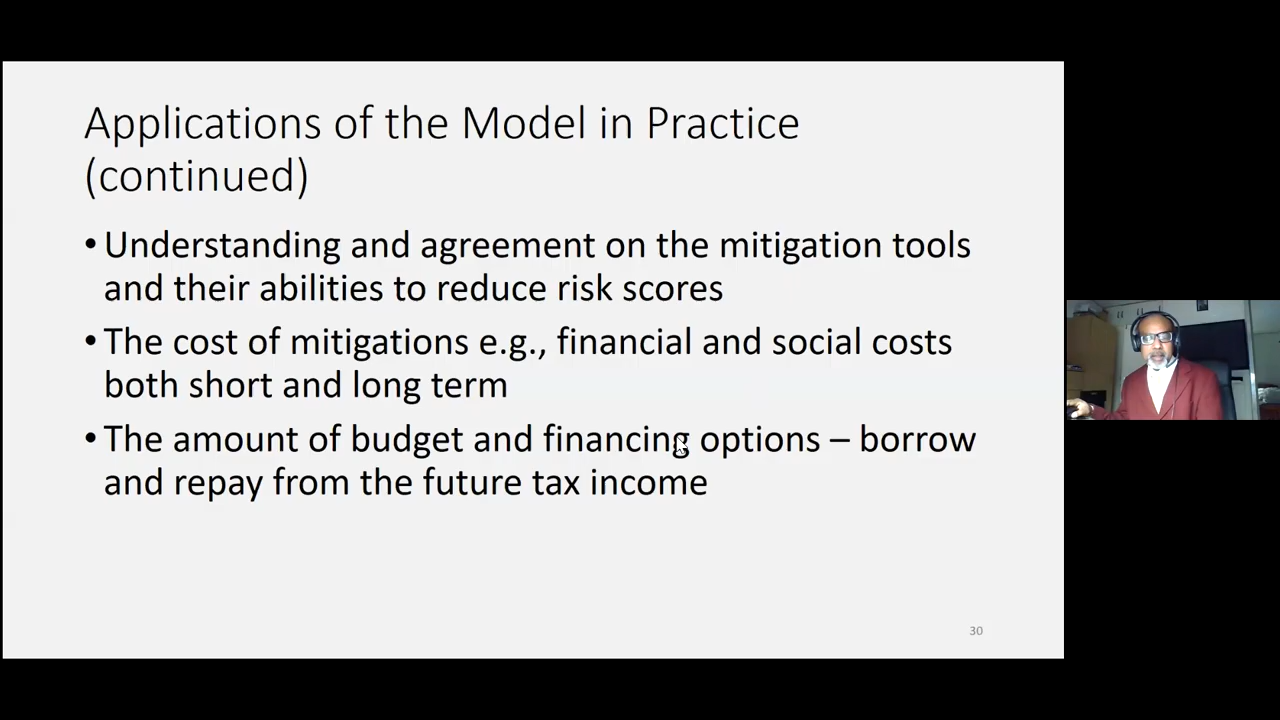 Applications of the Model in Practice
(continued)
• Understanding and agreement on the mitigation tools
and their abilities to reduce risk scores
• The cost of mitigations e.g., financial and social costs
both short and long term
• The amount of budget and financing options – borrow
and repay from the future tax income
30